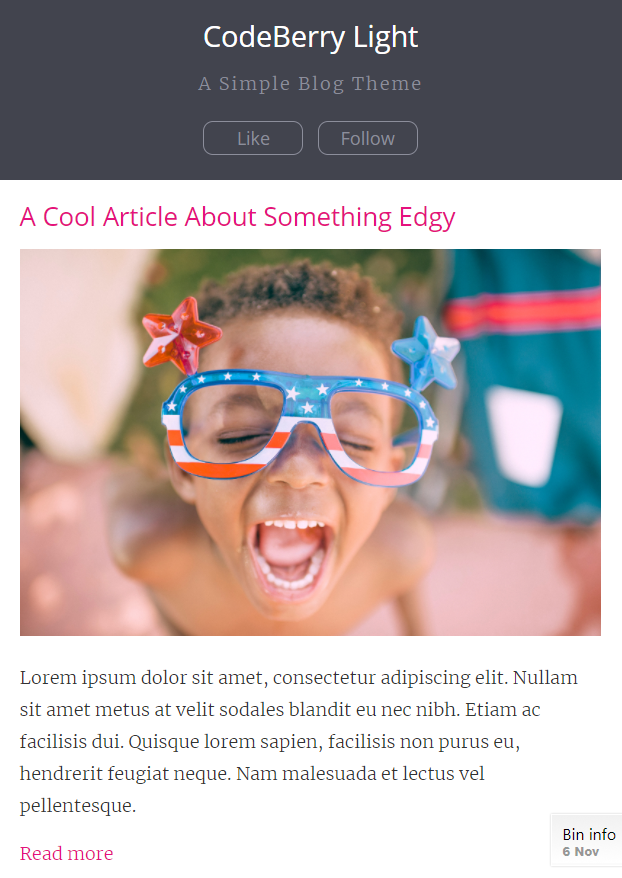 CodeBerry Light
A Simple Blog Theme
Like Follow
A Cool Article About Something Edgy
Lorem ipsum dolor sit amet, consectetur adipiscing elit. Nullam
sit amet metus at velit sodales blandit eu nec nibh. Etiam ac
facilisis dui. Quisque lorem sapien, facilisis non purus eu,
hendrerit feugiat neque. Nam malesuada et lectus vel
pellentesque.
Read more
Bin info
6 Nov